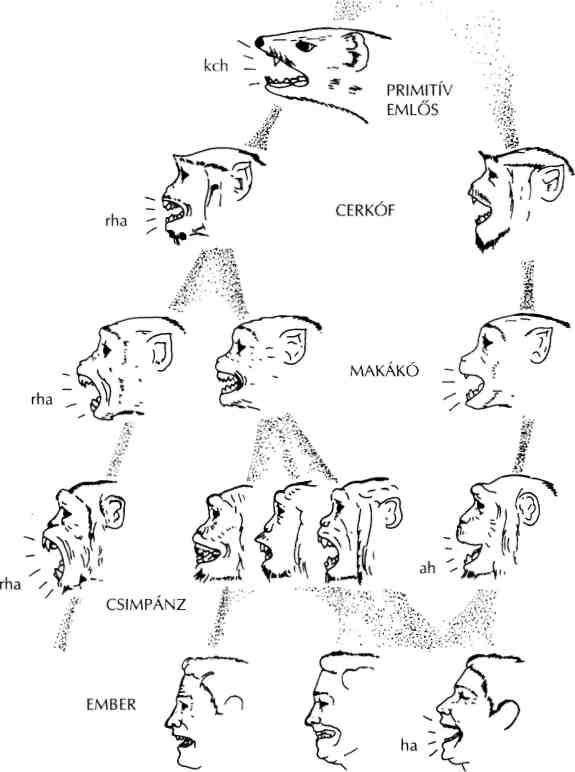 kch
PRIMITÍV
EMLŐS
rha
CERKÓF
rha
MAKÁKÓ
rha
ah
CSIMPÁNZ
EMBER
ha